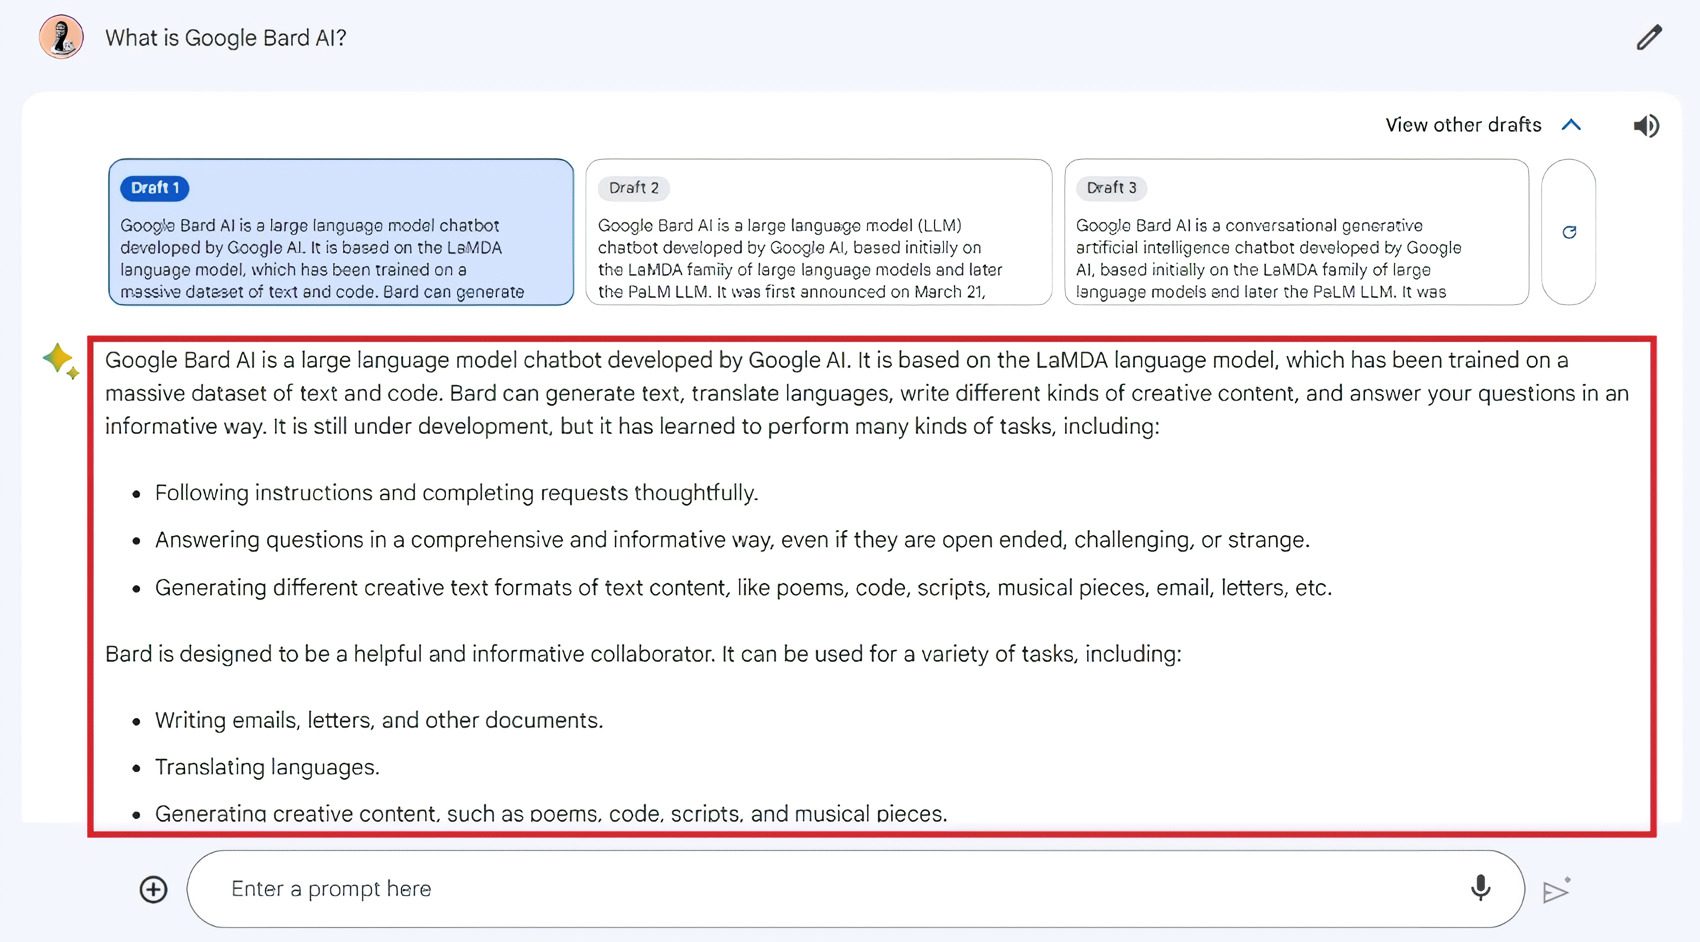 What is Google Bard AI?
View other drafts
Draft 1
Google Bard AI is a large language model chatbot
developed by Google AI. It is based on the LaMDA
language model, which has been trained on a
massive dataset of text and code. Bard can generate
Draft 2
Google Bard AI is a large language model (LLM)
chatbot developed by Google AI, based initially on
the LaMDA family of large language models and later
the PaLM LLM. It was first announced on March 21,
Draft 3
Google Bard AI is a conversational generative
artificial intelligence chatbot developed by Google
AI, based initially on the LaMDA family of large
language models and later the PaLM LLM. It was
Google Bard AI is a large language model chatbot developed by Google AI. It is based on the LaMDA language model, which has been trained on a
massive dataset of text and code. Bard can generate text, translate languages, write different kinds of creative content, and answer your questions in an
informative way. It is still under development, but it has learned to perform many kinds of tasks, including:
• Following instructions and completing requests thoughtfully.
• Answering questions in a comprehensive and informative way, even if they are open ended, challenging, or strange.
• Generating different creative text formats of text content, like poems, code, scripts, musical pieces, email, letters, etc.
Bard is designed to be a helpful and informative collaborator. It can be used for a variety of tasks, including:
• Writing emails, letters, and other documents.
• Translating languages.
• Generating creative content, such as poems, code, scripts, and musical pieces.
Enter a prompt here